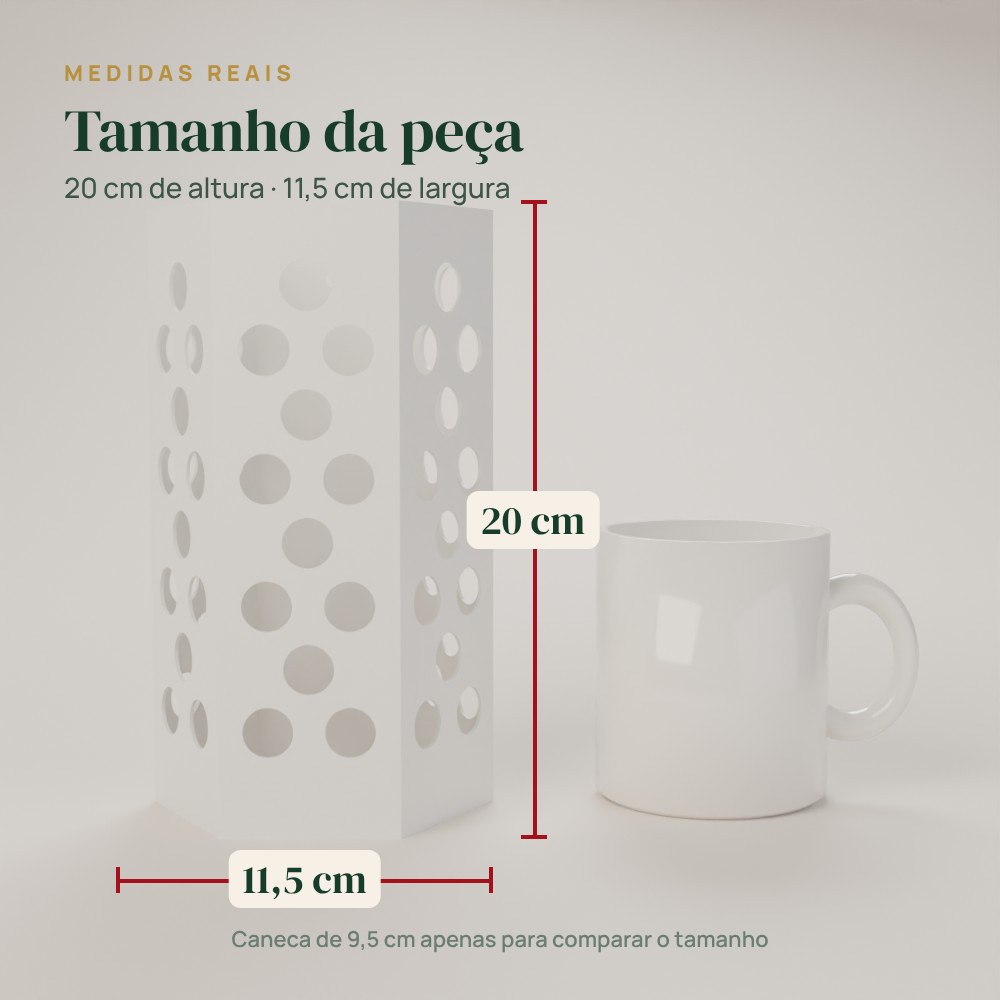 MEDIDAS REAIS
Tamanho da peça
20 cm de altura · 11,5 cm de largura
20 cm
11,5 cm
Caneca de 9,5 cm apenas para comparar o tamanho